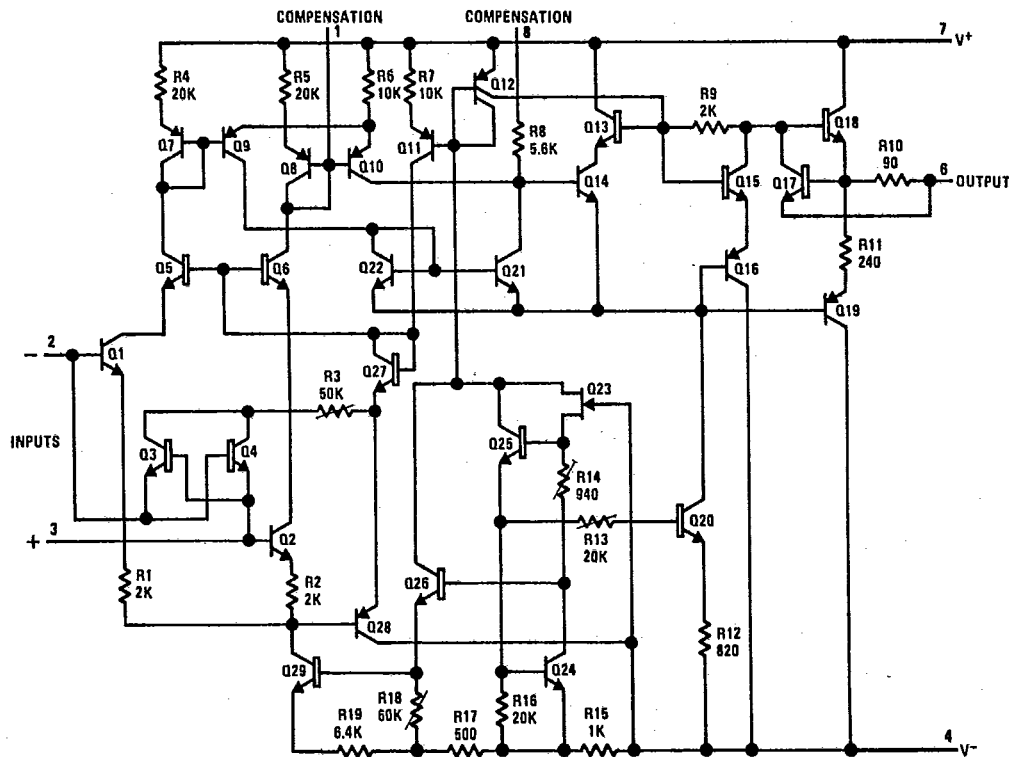 COMPENSATION COMPENSATION
1 8 7 V+
R4 20K
R5 20K
R6 10K
R7 10K
Q12
R9 2K
Q18
Q7
Q9
Q8
Q10
Q11
R8 5.6K
Q13
Q14
Q15
Q17
R10 90
6 OUTPUT
Q5
Q6
Q22
Q21
Q16
R11 240
Q19
2
−
Q1
Q27
Q23
R3 50K
INPUTS
Q3
Q4
Q25
R14 940
R13 20K
Q20
3
+
Q2
R1 2K
R2 2K
Q26
Q28
R12 820
Q29
Q24
R18 60K
R16 20K
R19 6.4K
R17 500
R15 1K
4 V−